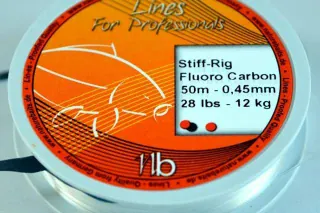 Lines
For Professionals
Stiff-Rig
Fluoro Carbon
50m - 0,45mm
28 lbs - 12 kg
1lb